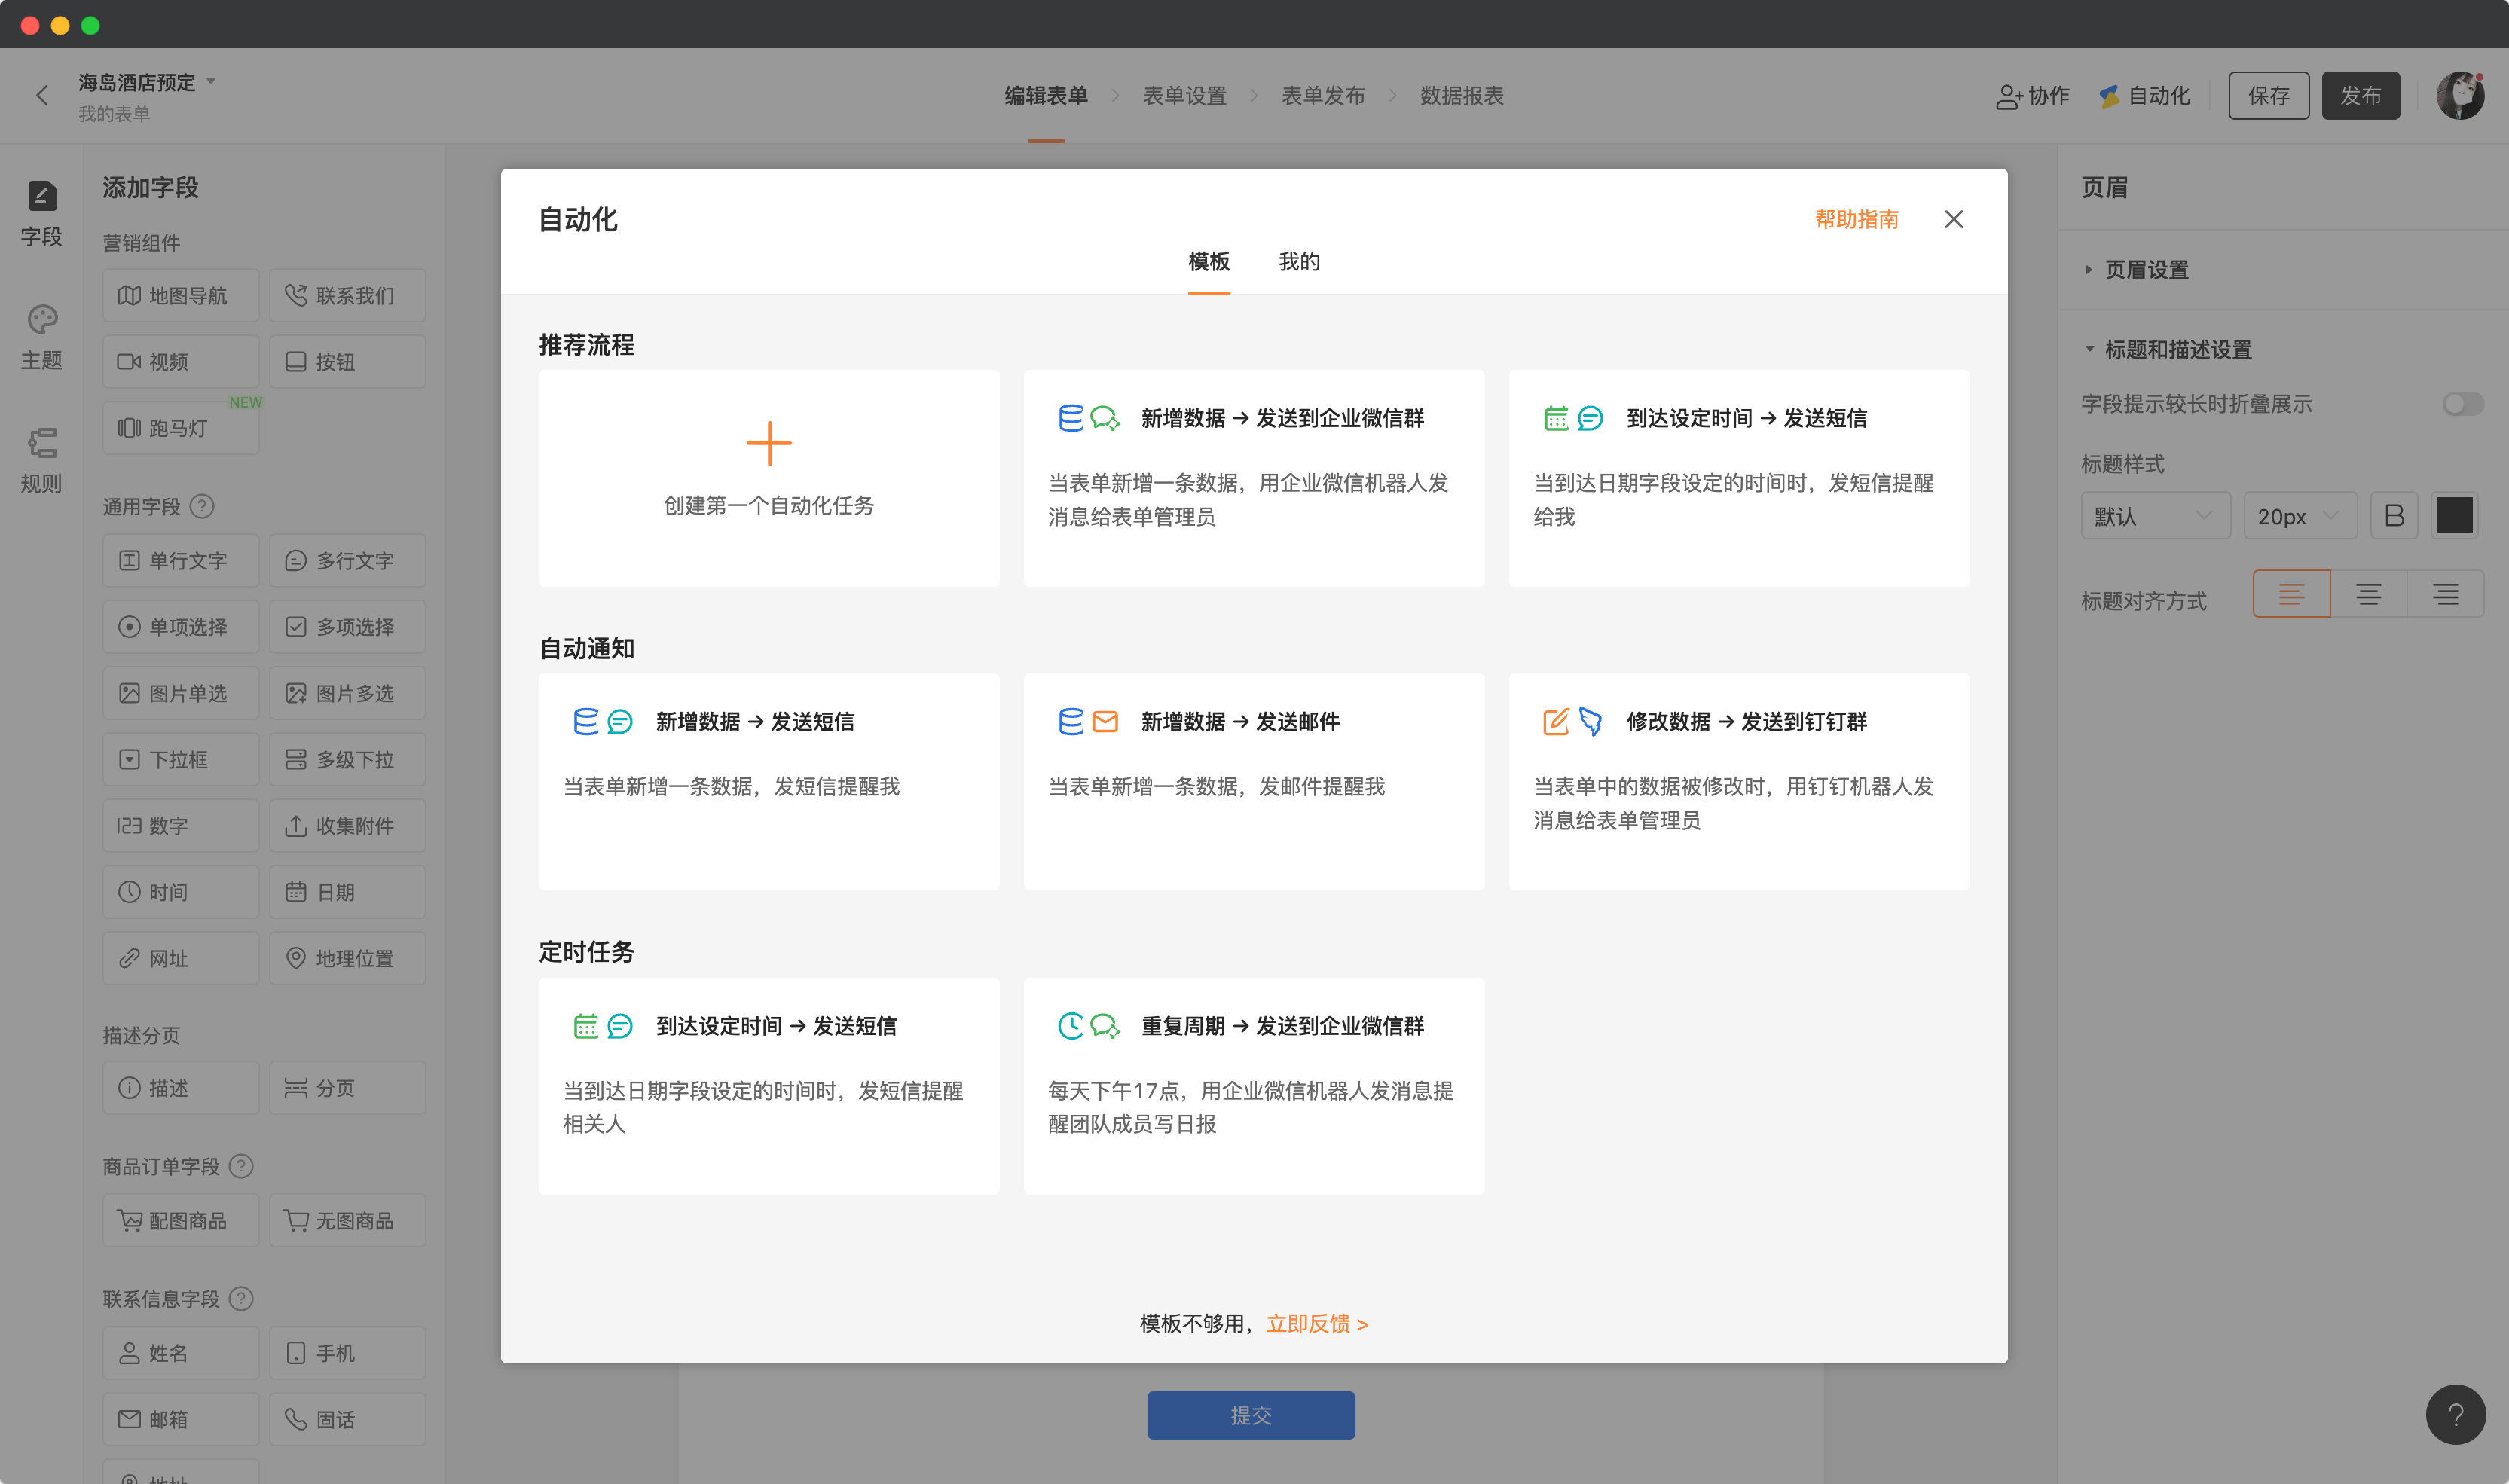 海岛酒店预定
我的表单
编辑表单
表单设置
表单发布
数据报表
协作
自动化
保存
发布
字段
主题
规则
添加字段
营销组件
地图导航
联系我们
视频
按钮
NEW
跑马灯
通用字段
单行文字
多行文字
单项选择
多项选择
图片单选
图片多选
下拉框
多级下拉
123 数字
收集附件
时间
日期
网址
地理位置
描述分页
描述
分页
商品订单字段
配图商品
无图商品
联系信息字段
姓名
手机
邮箱
固话
自动化
帮助指南
模板
我的
推荐流程
创建第一个自动化任务
新增数据 → 发送到企业微信群
当表单新增一条数据，用企业微信机器人发
消息给表单管理员
到达设定时间 → 发送短信
当到达日期字段设定的时间时，发短信提醒
给我
自动通知
新增数据 → 发送短信
当表单新增一条数据，发短信提醒我
新增数据 → 发送邮件
当表单新增一条数据，发邮件提醒我
修改数据 → 发送到钉钉群
当表单中的数据被修改时，用钉钉机器人发
消息给表单管理员
定时任务
到达设定时间 → 发送短信
当到达日期字段设定的时间时，发短信提醒
相关人
重复周期 → 发送到企业微信群
每天下午17点，用企业微信机器人发消息提
醒团队成员写日报
模板不够用，立即反馈 >
提交
页眉
页眉设置
标题和描述设置
字段提示较长时折叠展示
标题样式
默认
20px
B
标题对齐方式
?